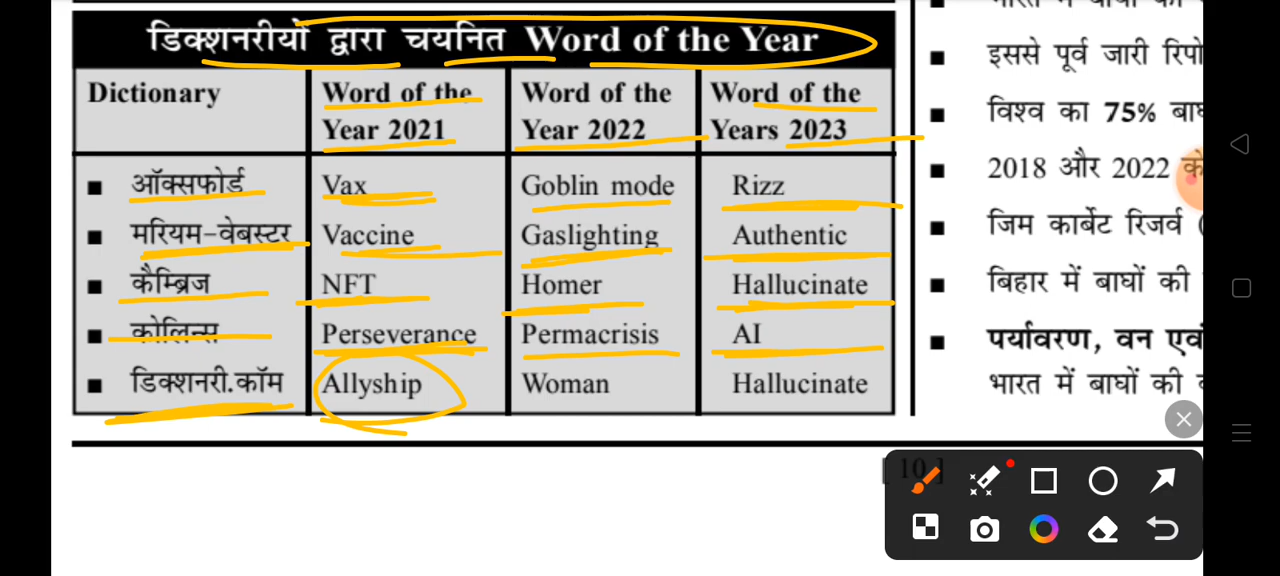 डिक्शनरीयों द्वारा चयनित Word of the Year
Dictionary Word of the Year 2021 Word of the Year 2022 Word of the Years 2023
■ ऑक्सफोर्ड Vax Goblin mode Rizz
■ मरियम-वेबस्टर Vaccine Gaslighting Authentic
■ कैम्ब्रिज NFT Homer Hallucinate
■ कोलिन्स Perseverance Permacrisis AI
■ डिक्शनरी.कॉम Allyship Woman Hallucinate
[ 10 ]
■ इससे पूर्व जारी
■ विश्व का 75%
■ 2018 और 2022
■ जिम कार्बेट रिजर्व (
■ बिहार में बाघों की
■ पर्यावरण, वन
भारत में बाघों की